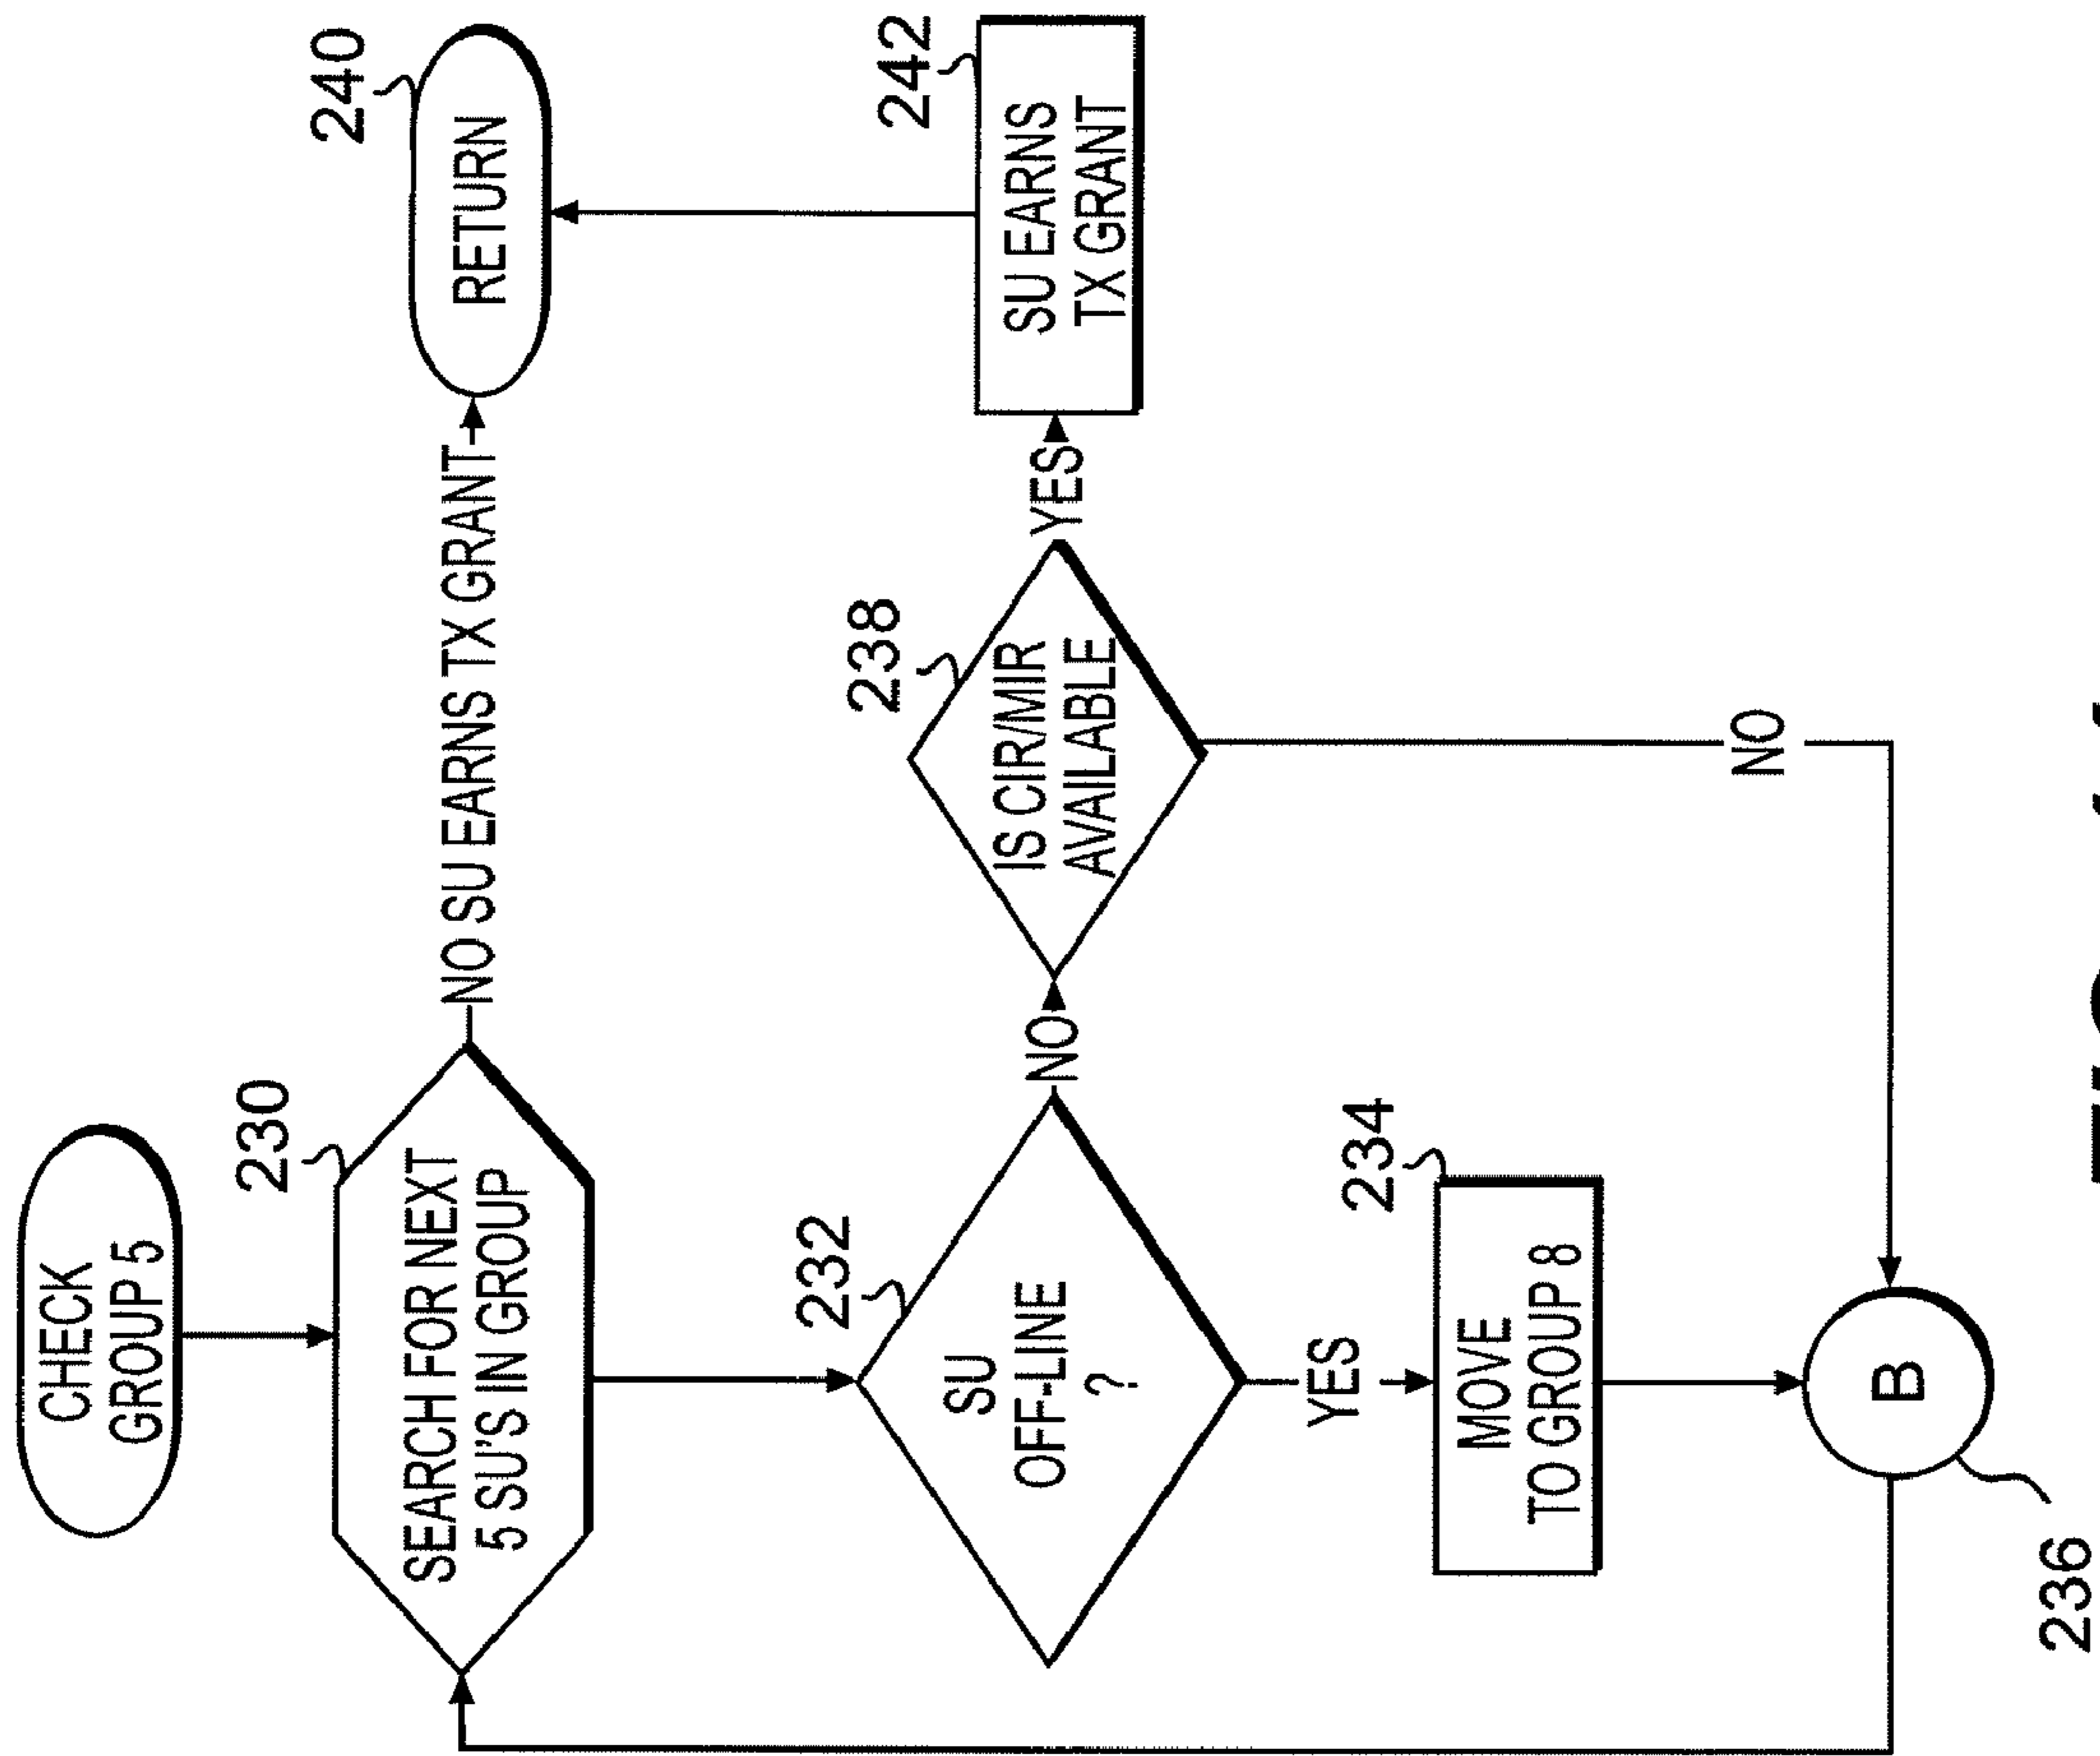 CHECK
GROUP 5
230
SEARCH FOR NEXT
5 SU'S IN GROUP
NO SU EARNS TX GRANT
240
RETURN
232
SU
OFF-LINE
?
NO
238
IS CIR/MIR
AVAILABLE
YES
242
SU EARNS
TX GRANT
YES
234
MOVE
TO GROUP 8
NO
B
236